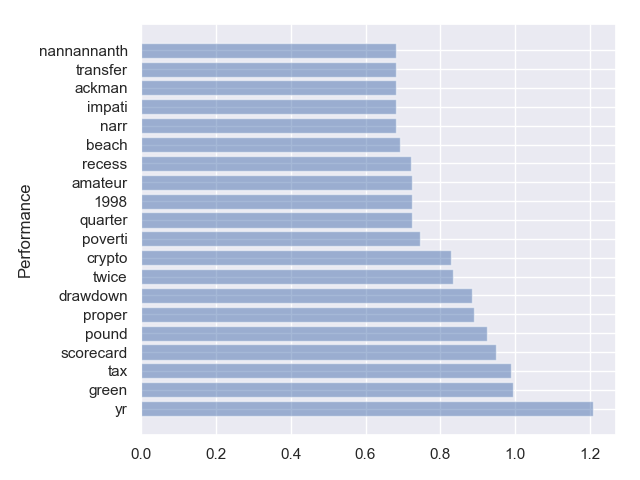 nannannanth
transfer
ackman
impati
narr
beach
recess
amateur
1998
quarter
poverti
crypto
twice
drawdown
proper
pound
scorecard
tax
green
yr
Performance
0.0 0.2 0.4 0.6 0.8 1.0 1.2